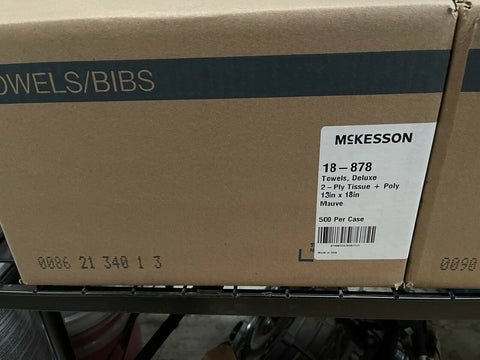 OWELS/BIBS
McKESSON
18-878
Towels, Deluxe
2-Ply Tissue + Poly
13in x 18in
Mauve
500 Per Case
0086 21 340 1 3
0090